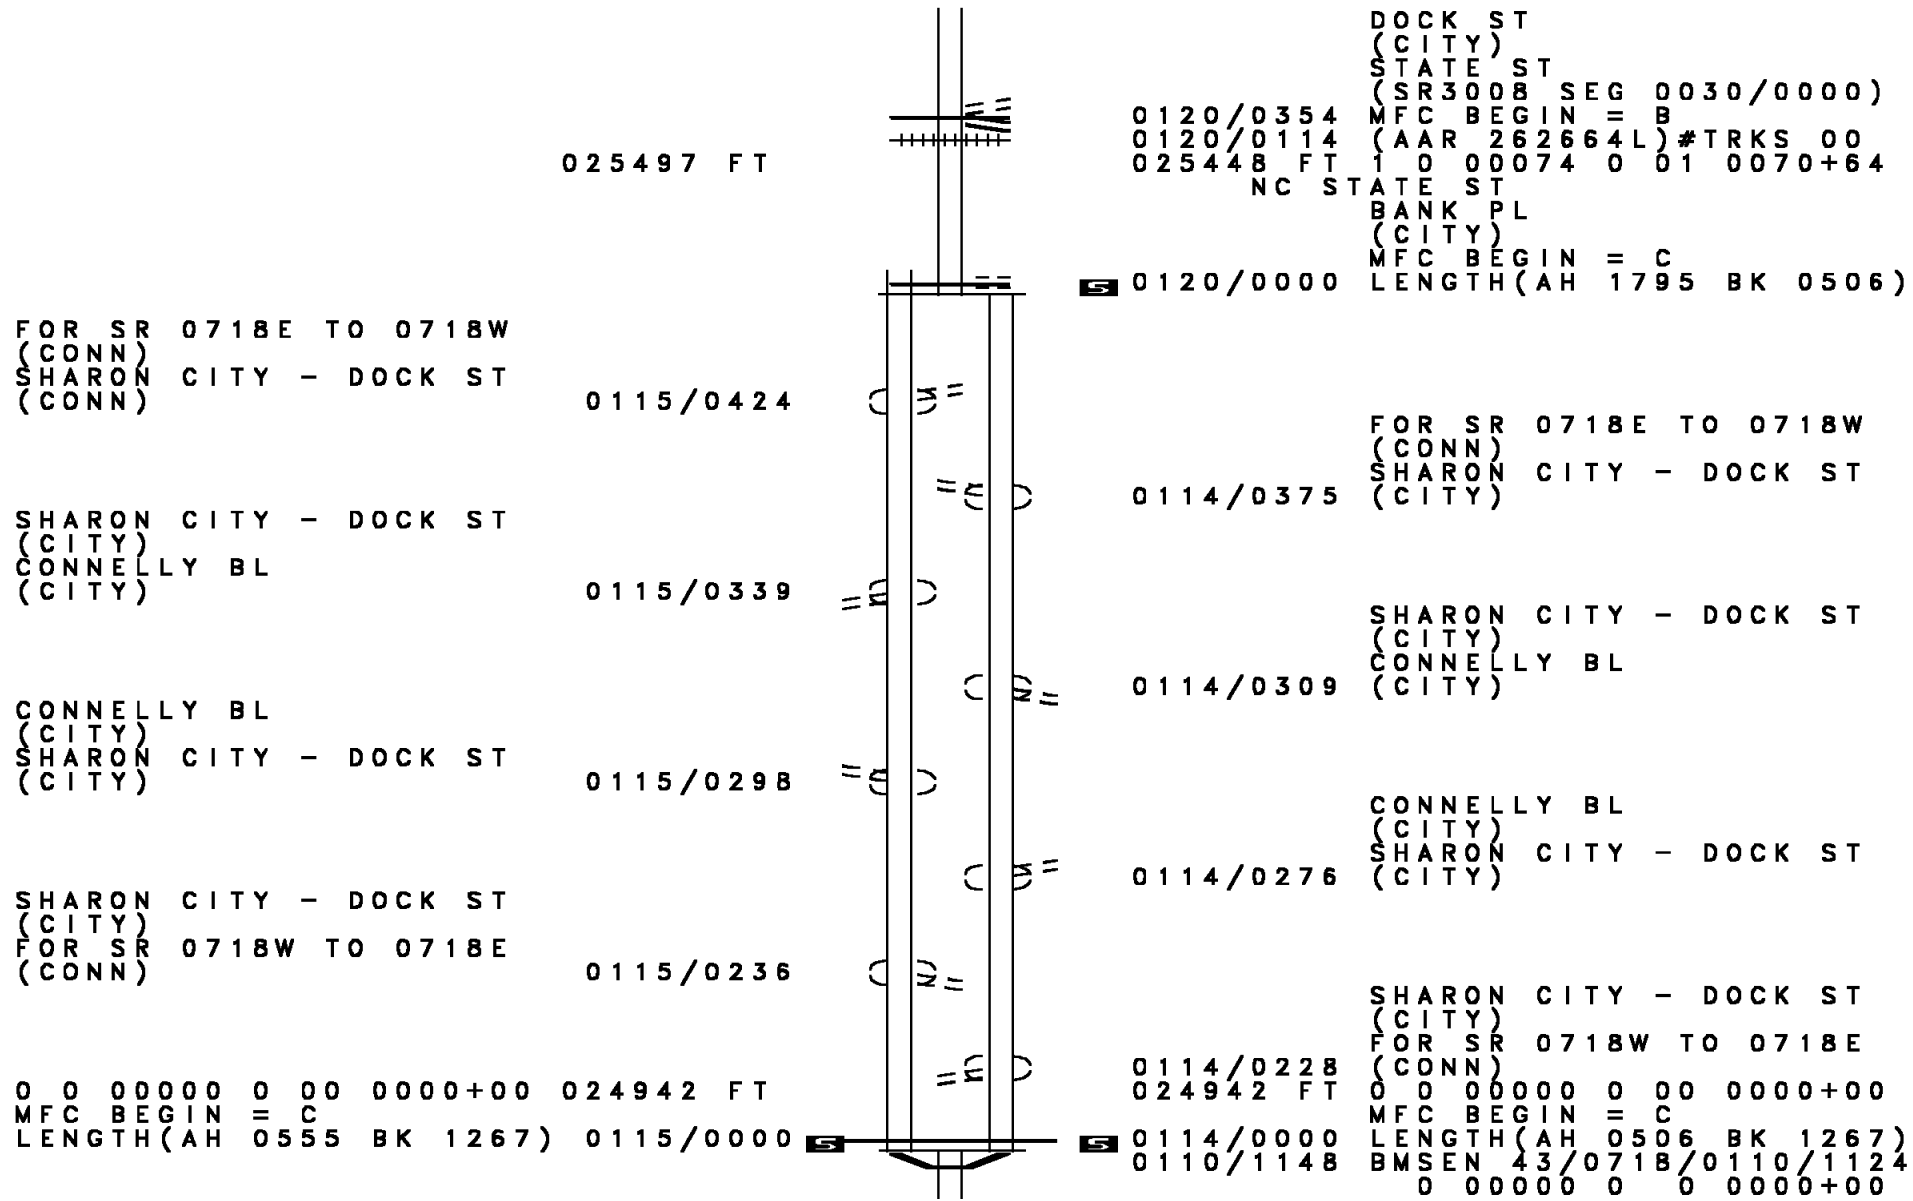 DOCK ST
(CITY)
STATE ST
(SR3008 SEG 0030/0000)
0120/0354 MFC BEGIN = B
0120/0114 (AAR 262664L)#TRKS 00
025497 FT
025448 FT 1 0 00074 0 01 0070+64
NC STATE ST
BANK PL
(CITY)
MFC BEGIN = C
S 0120/0000 LENGTH(AH 1795 BK 0506)
FOR SR 0718E TO 0718W
(CONN)
SHARON CITY - DOCK ST
(CONN) 0115/0424
FOR SR 0718E TO 0718W
(CONN)
SHARON CITY - DOCK ST
0114/0375 (CITY)
SHARON CITY - DOCK ST
(CITY)
CONNELLY BL
(CITY) 0115/0339
SHARON CITY - DOCK ST
(CITY)
CONNELLY BL
0114/0309 (CITY)
CONNELLY BL
(CITY)
SHARON CITY - DOCK ST
(CITY) 0115/0298
CONNELLY BL
(CITY)
SHARON CITY - DOCK ST
0114/0276 (CITY)
SHARON CITY - DOCK ST
(CITY)
FOR SR 0718W TO 0718E
(CONN) 0115/0236
SHARON CITY - DOCK ST
(CITY)
FOR SR 0718W TO 0718E
0114/0228 (CONN)
0 0 00000 0 00 0000+00 024942 FT
MFC BEGIN = C
LENGTH(AH 0555 BK 1267) 0115/0000 S
024942 FT 0 0 00000 0 00 0000+00
MFC BEGIN = C
S 0114/0000 LENGTH(AH 0506 BK 1267)
0110/1148 BMSEN 43/0718/0110/1124
0 00000 0 0 0000+00